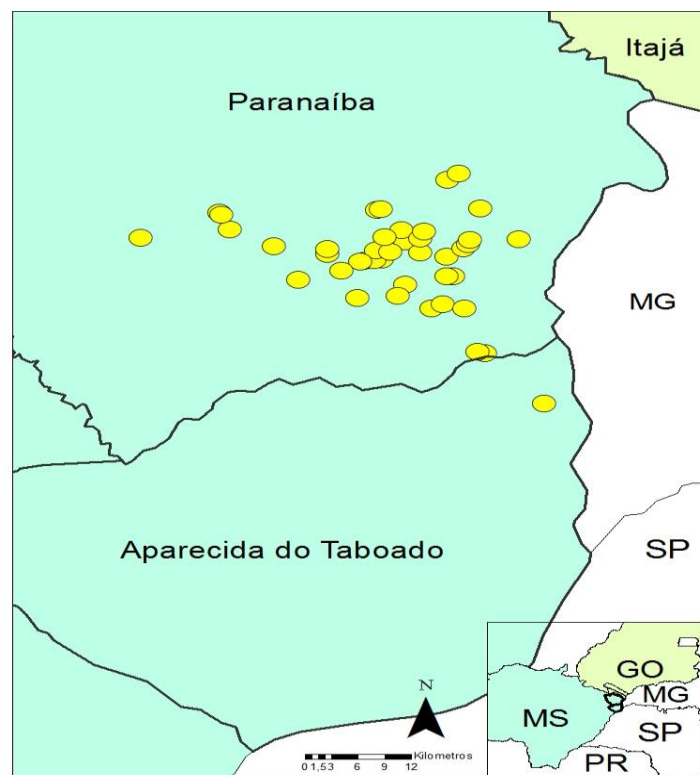 Itajá
Paranaíba
MG
Aparecida do Taboado
SP
GO
MG
MS
SP
PR
N
Kilometros
0 1,5 3 6 9 12